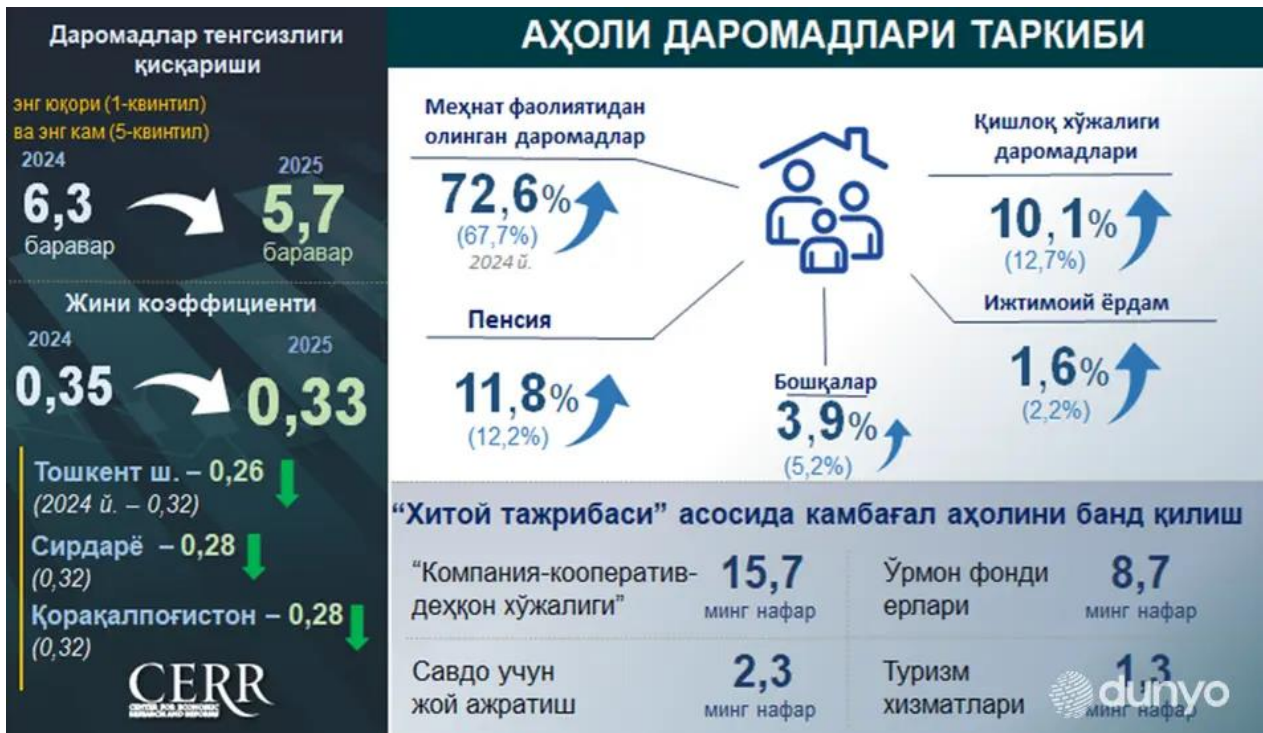 Даромадлар тенгсизлиги
қисқариши
энг юқори (1-квинтил)
ва энг кам (5-квинтил)
2024
6,3
баравар
2025
5,7
баравар
Жини коэффициенти
2024
0,35
2025
0,33
Тошкент ш. – 0,26
(2024 й. – 0,32)
Сирдарё – 0,28
(0,32)
Қорақалпоғистон – 0,28
(0,32)
CERR
CENTER FOR ECONOMIC
RESEARCH AND REFORMS
АҲОЛИ ДАРОМАДЛАРИ ТАРКИБИ
Меҳнат фаолиятидан
олинган даромадлар
72,6%
(67,7%)
2024 й.
Қишлоқ хўжалиги
даромадлари
10,1%
(12,7%)
Пенсия
11,8%
(12,2%)
Бошқалар
3,9%
(5,2%)
Ижтимоий ёрдам
1,6%
(2,2%)
“Хитой тажрибаси” асосида камбағал аҳолини банд қилиш
“Компания-кооператив-
деҳқон хўжалиги”
15,7
минг нафар
Ўрмон фонди
ерлари
8,7
минг нафар
Савдо учун
жой ажратиш
2,3
минг нафар
Туризм
хизматлари
1,3
минг нафар
dunyo